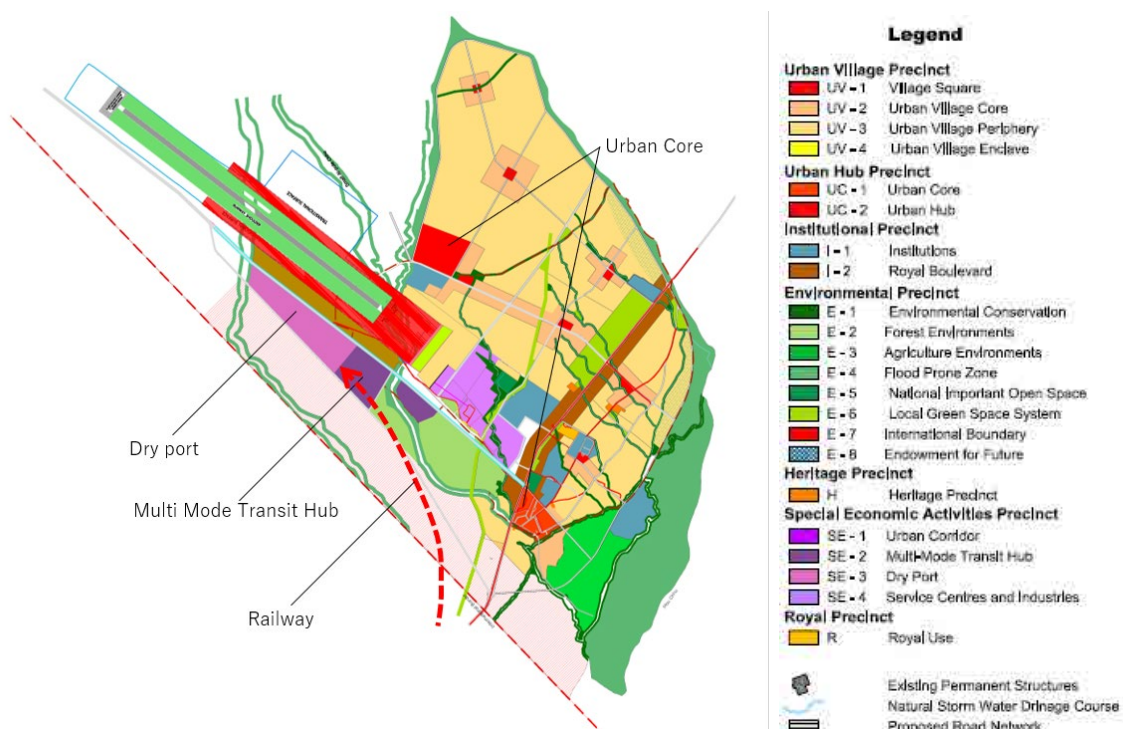 Urban Core
Dry port
Multi Mode Transit Hub
Railway
Legend
Urban Village Precinct
UV - 1 Village Square
UV - 2 Urban Village Core
UV - 3 Urban Village Periphery
UV - 4 Urban Village Enclave
Urban Hub Precinct
UC - 1 Urban Core
UC - 2 Urban Hub
Institutional Precinct
I - 1 Institutions
I - 2 Royal Boulevard
Environmental Precinct
E - 1 Environmental Conservation
E - 2 Forest Environments
E - 3 Agriculture Environments
E - 4 Flood Prone Zone
E - 5 National Important Open Space
E - 6 Local Green Space System
E - 7 International Boundary
E - 8 Endowment for Future
Heritage Precinct
H Heritage Precinct
Special Economic Activities Precinct
SE - 1 Urban Corridor
SE - 2 Multi-Mode Transit Hub
SE - 3 Dry Port
SE - 4 Service Centres and Industries
Royal Precinct
R Royal Use
Existing Permanent Structures
Natural Storm Water Drinage Course
Proposed Road Network